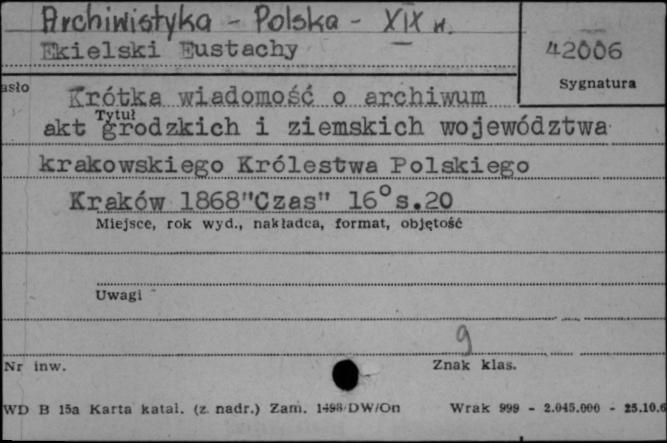 Archiwistyka - Polska - XIX w.
Ekielski Eustachy
42006
Sygnatura
asło
Krótka wiadomość o archiwum
Tytuł
akt grodzkich i ziemskich województwa
krakowskiego Królestwa Polskiego
Kraków 1868"Czas" 16° s.20
Miejsce, rok wyd., nakładca, format, objętość
Uwagi
9
Nr inw.
Znak klas.
WD B 15a Karta katal. (z. nadr.) Zam. 1498/DW/On Wrak 999 - 2.045.000 - 25.10.6